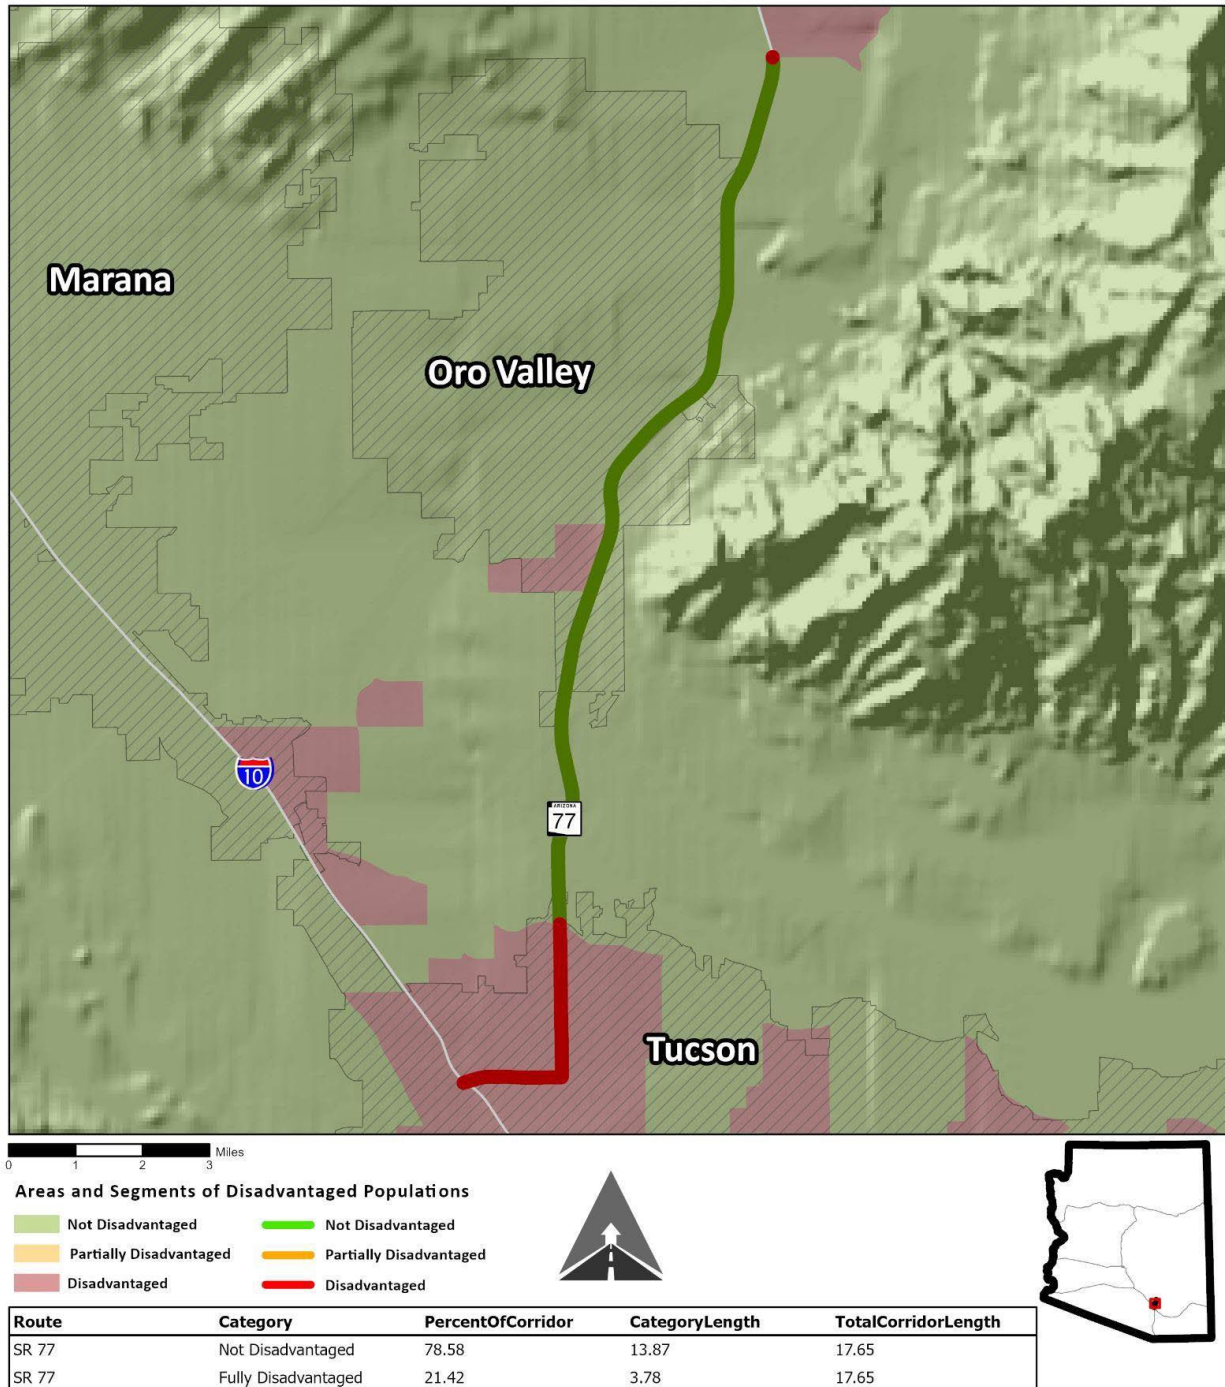 Marana
Oro Valley
10
ARIZONA
77
Tucson
0 1 2 3 Miles
Areas and Segments of Disadvantaged Populations
Not Disadvantaged Not Disadvantaged
Partially Disadvantaged Partially Disadvantaged
Disadvantaged Disadvantaged
Route Category PercentOfCorridor CategoryLength TotalCorridorLength
SR 77 Not Disadvantaged 78.58 13.87 17.65
SR 77 Fully Disadvantaged 21.42 3.78 17.65